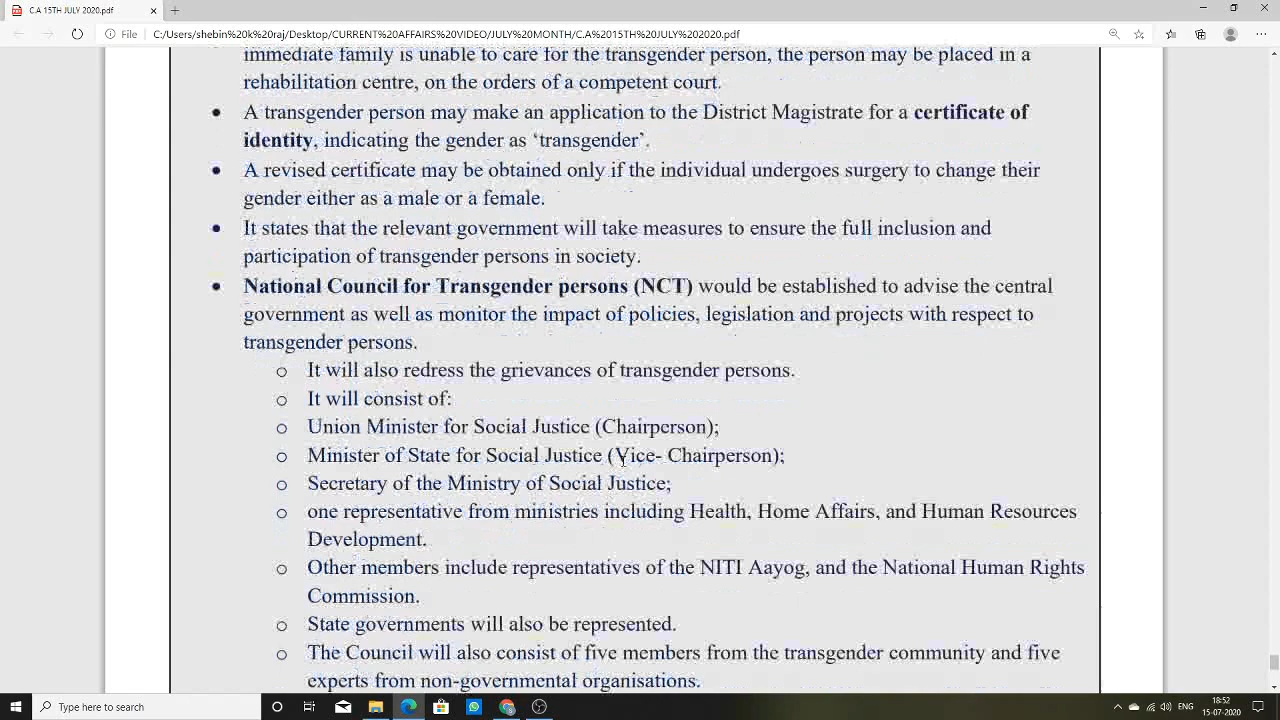 C.A 15TH JULY 2020.pdf
File
C:/Users/shebin%20k%20raj/Desktop/CURRENT%20AFFAIRS%20VIDEO/JULY%20MONTH/C.A%2015TH%20JULY%202020.pdf
immediate family is unable to care for the transgender person, the person may be placed in a
rehabilitation centre, on the orders of a competent court.
• A transgender person may make an application to the District Magistrate for a certificate of
identity, indicating the gender as ‘transgender’.
• A revised certificate may be obtained only if the individual undergoes surgery to change their
gender either as a male or a female.
• It states that the relevant government will take measures to ensure the full inclusion and
participation of transgender persons in society.
• National Council for Transgender persons (NCT) would be established to advise the central
government as well as monitor the impact of policies, legislation and projects with respect to
transgender persons.
o It will also redress the grievances of transgender persons.
o It will consist of:
o Union Minister for Social Justice (Chairperson);
o Minister of State for Social Justice (Vice- Chairperson);
o Secretary of the Ministry of Social Justice;
o one representative from ministries including Health, Home Affairs, and Human Resources
Development.
o Other members include representatives of the NITI Aayog, and the National Human Rights
Commission.
o State governments will also be represented.
o The Council will also consist of five members from the transgender community and five
experts from non-governmental organisations.
Type here to search
18:52
15-07-2020